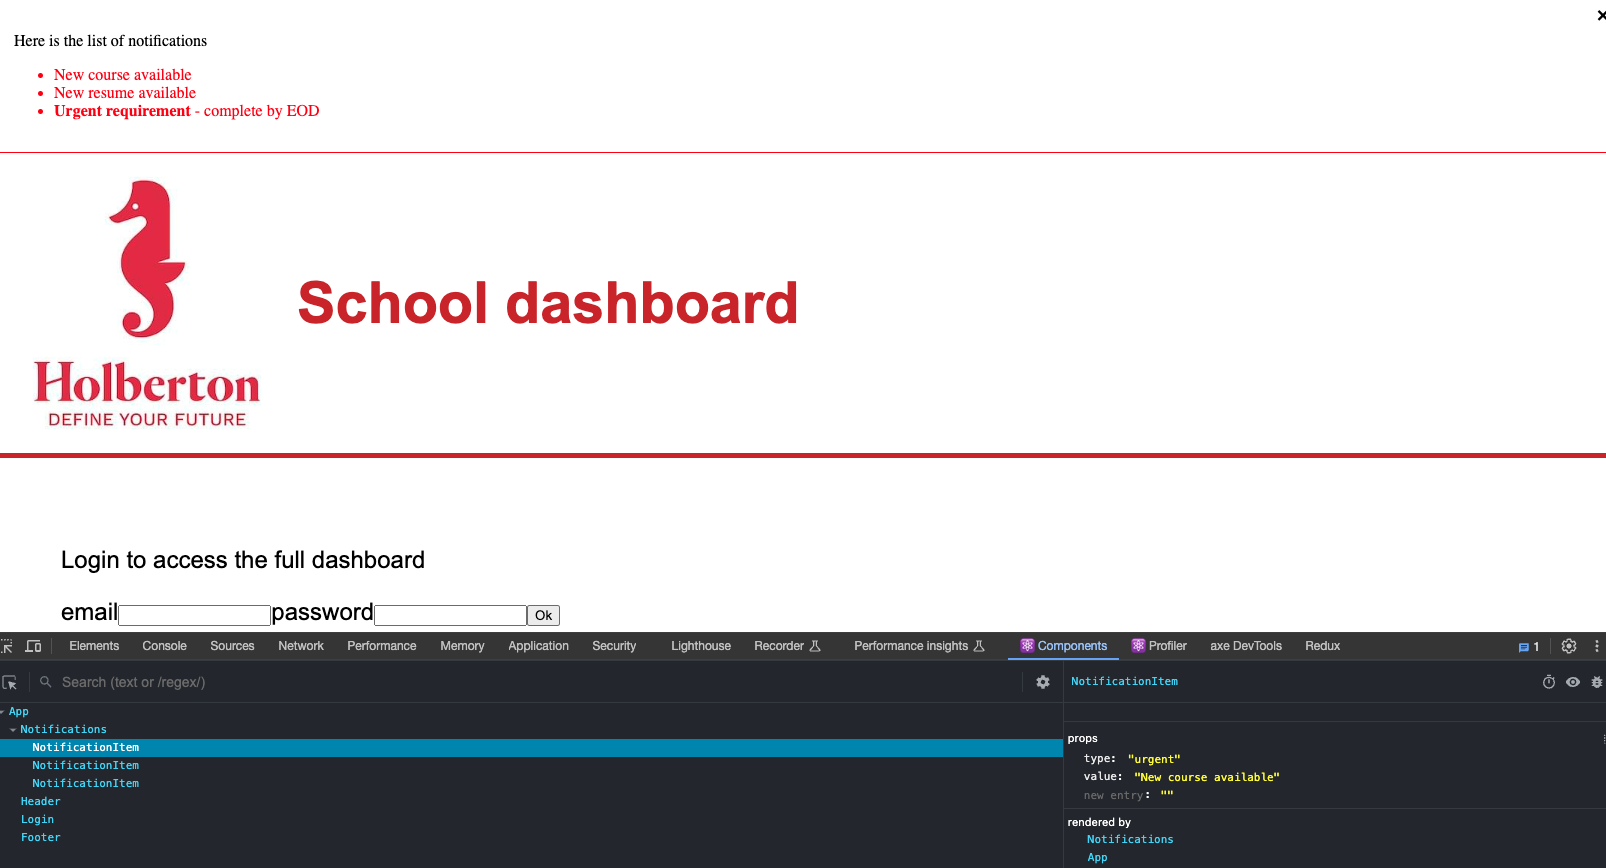 ×
Here is the list of notifications
• New course available
• New resume available
• Urgent requirement - complete by EOD
School dashboard
Holberton
DEFINE YOUR FUTURE
Login to access the full dashboard
email password Ok
Elements Console Sources Network Performance Memory Application Security Lighthouse Recorder Performance insights Components Profiler axe DevTools Redux 1
Search (text or /regex/)
NotificationItem
App
Notifications
NotificationItem
NotificationItem
NotificationItem
Header
Login
Footer
props
type: "urgent"
value: "New course available"
new entry: ""
rendered by
Notifications
App